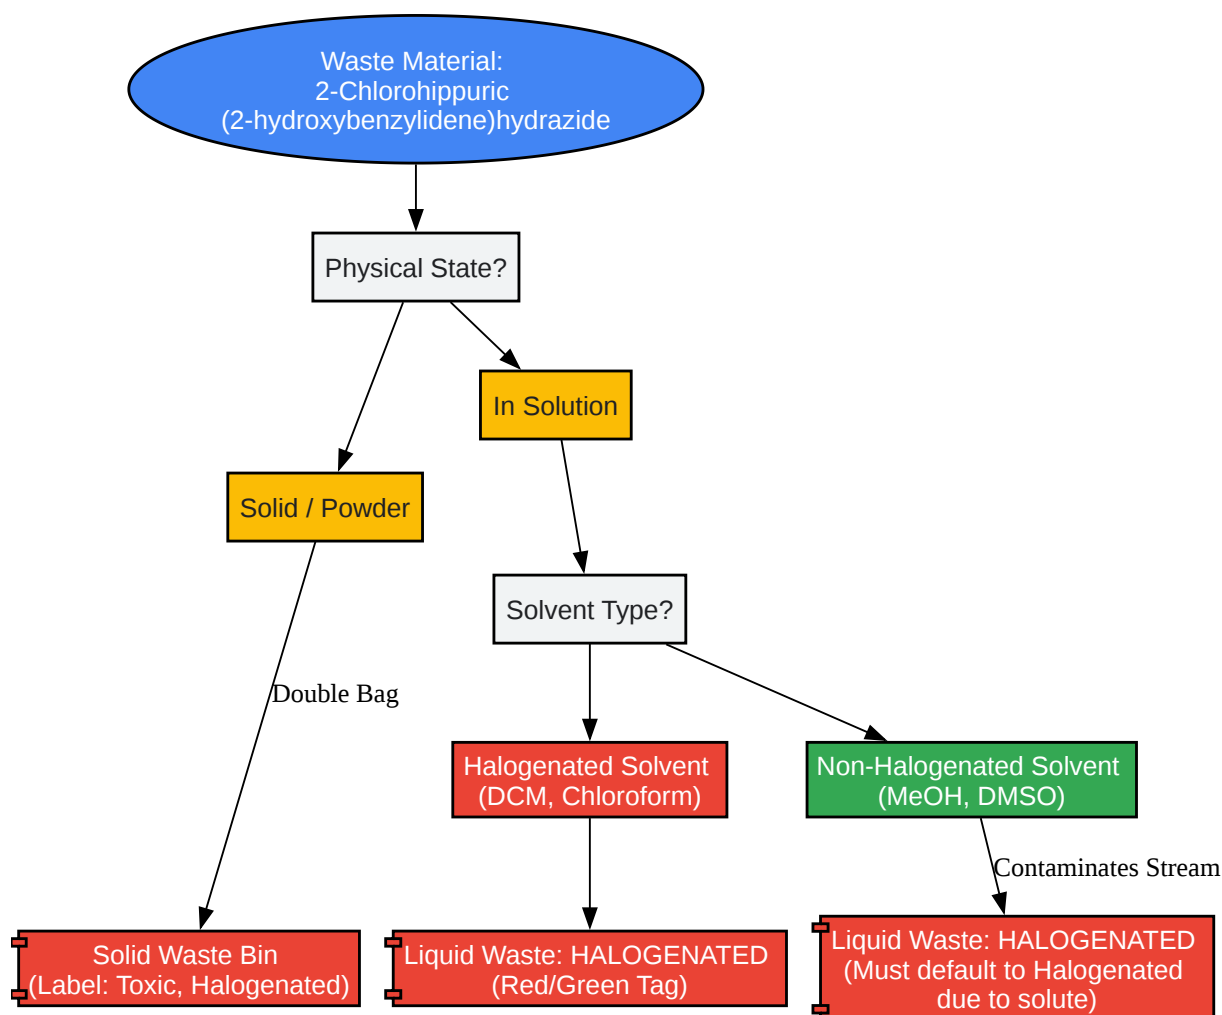 Waste Material:
2-Chlorohippuric
(2-hydroxybenzylidene)hydrazide
Physical State?
In Solution
Solid / Powder
Solvent Type?
Double Bag
Halogenated Solvent
(DCM, Chloroform)
Non-Halogenated Solvent
(MeOH, DMSO)
Contaminates Stream
Solid Waste Bin
(Label: Toxic, Halogenated)
Liquid Waste: HALOGENATED
(Red/Green Tag)
Liquid Waste: HALOGENATED
(Must default to Halogenated
due to solute)